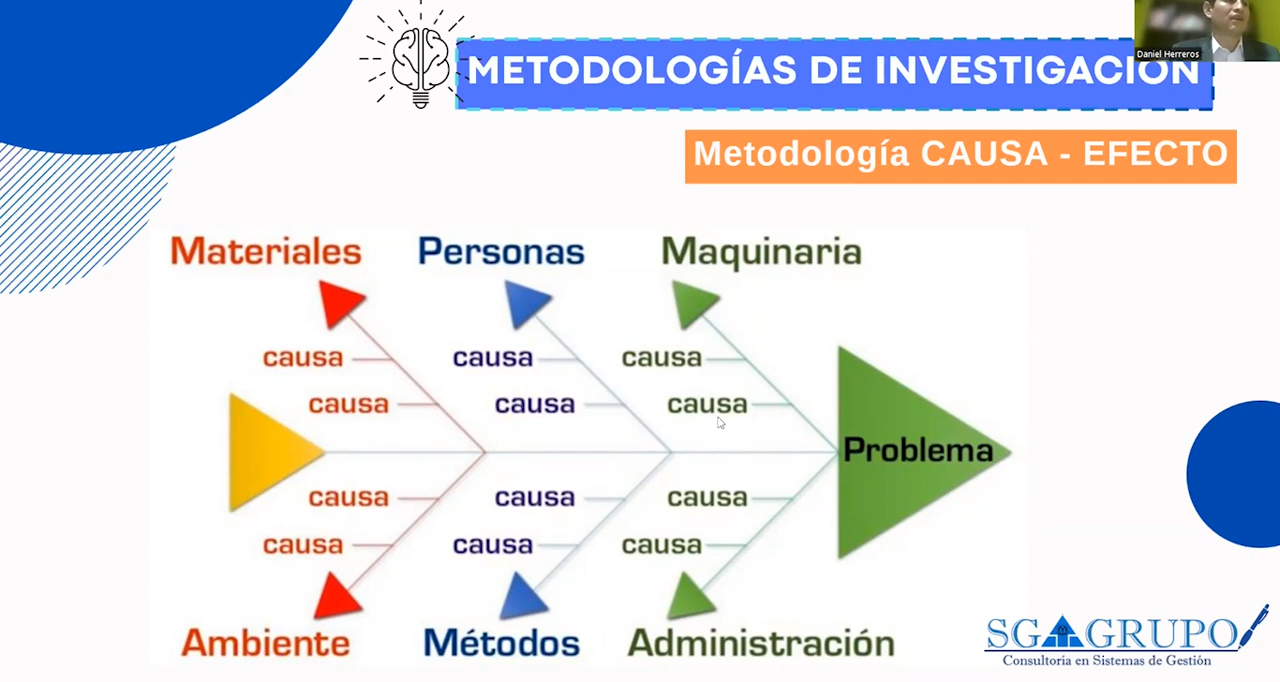 Daniel Herreros
METODOLOGÍAS DE INVESTIGACIÓN
Metodología CAUSA - EFECTO
Materiales Personas Maquinaria
causa causa causa
causa causa causa
Problema
causa causa causa
causa causa causa
Ambiente Métodos Administración
SG GRUPO
Consultoría en Sistemas de Gestión